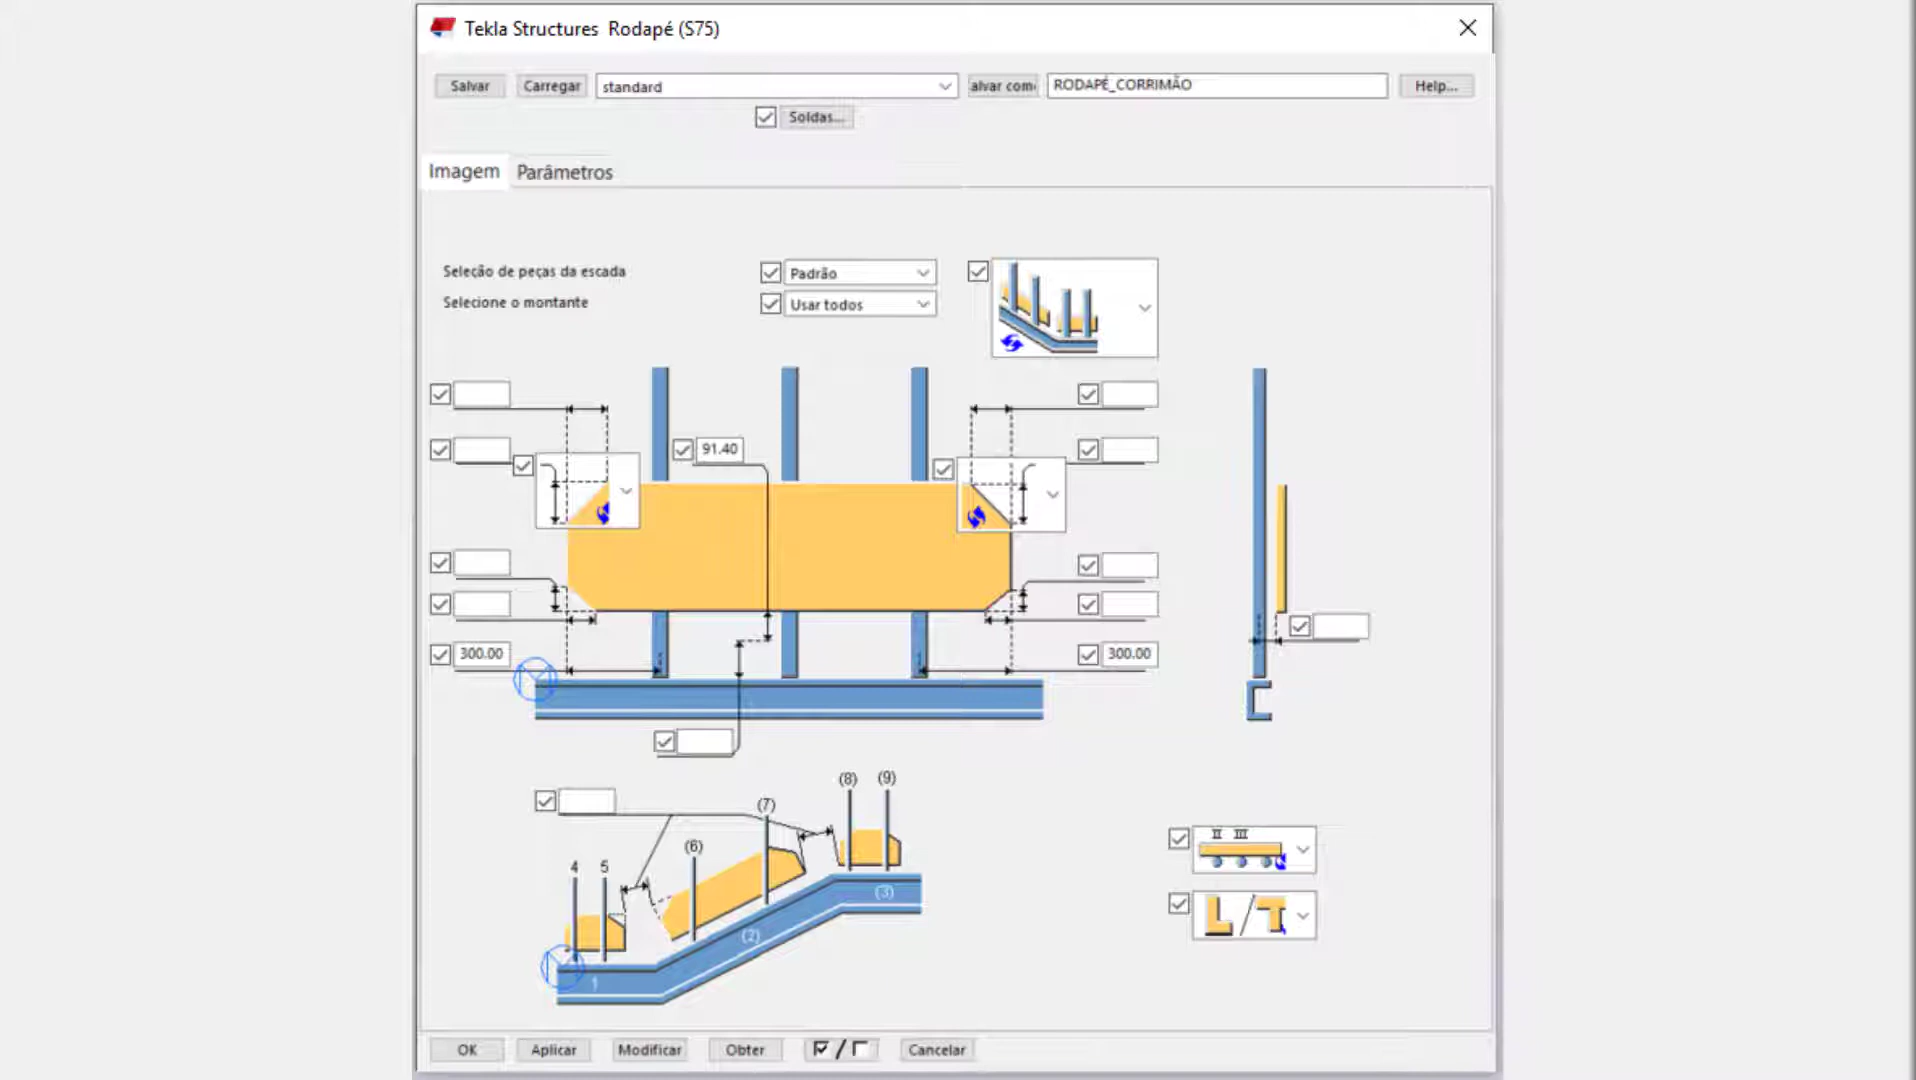 Tekla Structures  Rodapé (S75)
Salvar
Carregar
standard
alvar com
RODAPÉ_CORRIMÃO
Help...
Soldas...
Imagem
Parâmetros
Seleção de peças da escada
Padrão
Selecione o montante
Usar todos
91.40
300.00
300.00
(8)
(9)
(7)
(6)
4
5
(3)
(2)
1
II III
OK
Aplicar
Modificar
Obter
/
Cancelar